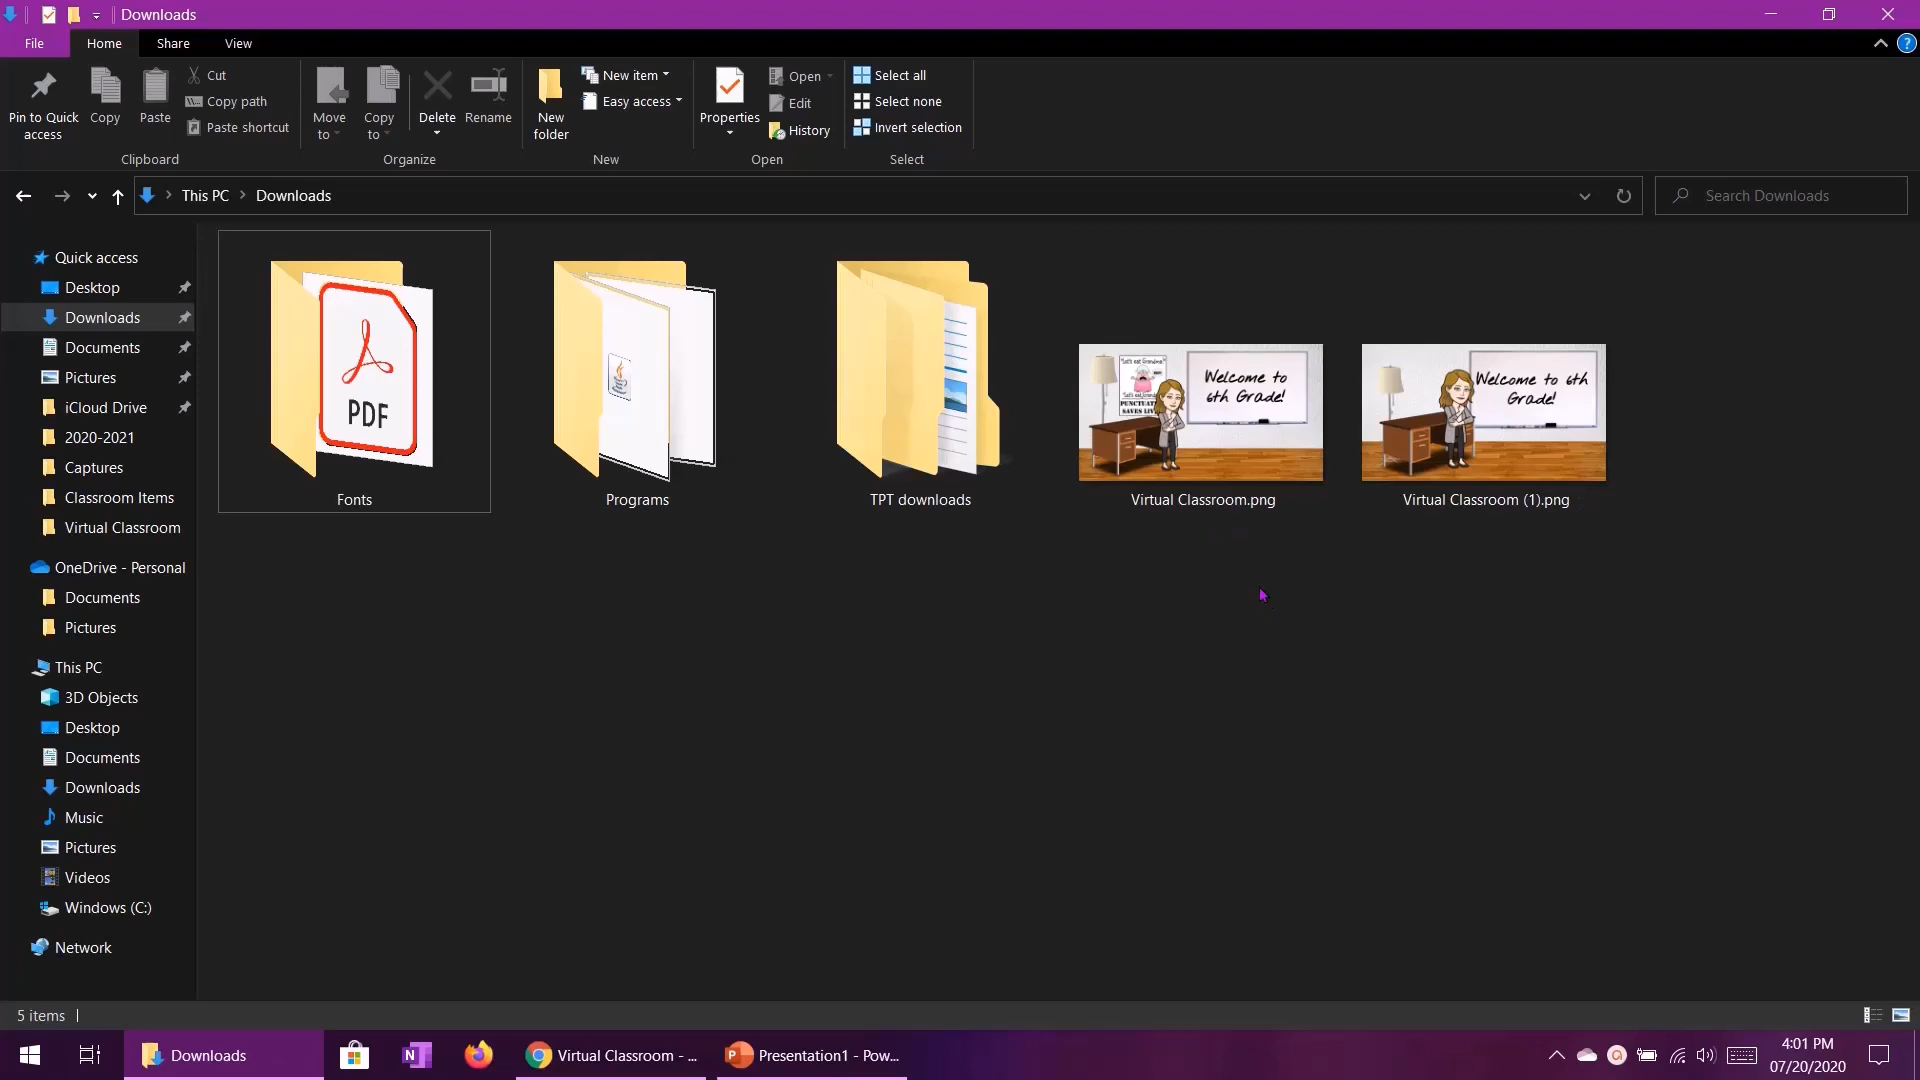 Downloads
File Home Share View
Pin to Quick access
Copy
Paste
Cut
Copy path
Paste shortcut
Clipboard
Move to
Copy to
Delete
Rename
Organize
New folder
New item
Easy access
New
Properties
Open
Edit
History
Open
Select all
Select none
Invert selection
Select
This PC > Downloads
Search Downloads
Quick access
Desktop
Downloads
Documents
Pictures
iCloud Drive
2020-2021
Captures
Classroom Items
Virtual Classroom
OneDrive - Personal
Documents
Pictures
This PC
3D Objects
Desktop
Documents
Downloads
Music
Pictures
Videos
Windows (C:)
Network
PDF
Fonts
Programs
TPT downloads
"Let's eat Grandma!"
Welcome to
6th Grade!
Virtual Classroom.png
Welcome to 6th
Grade!
Virtual Classroom (1).png
5 items
Downloads
Virtual Classroom - ...
Presentation1 - Pow...
4:01 PM
07/20/2020